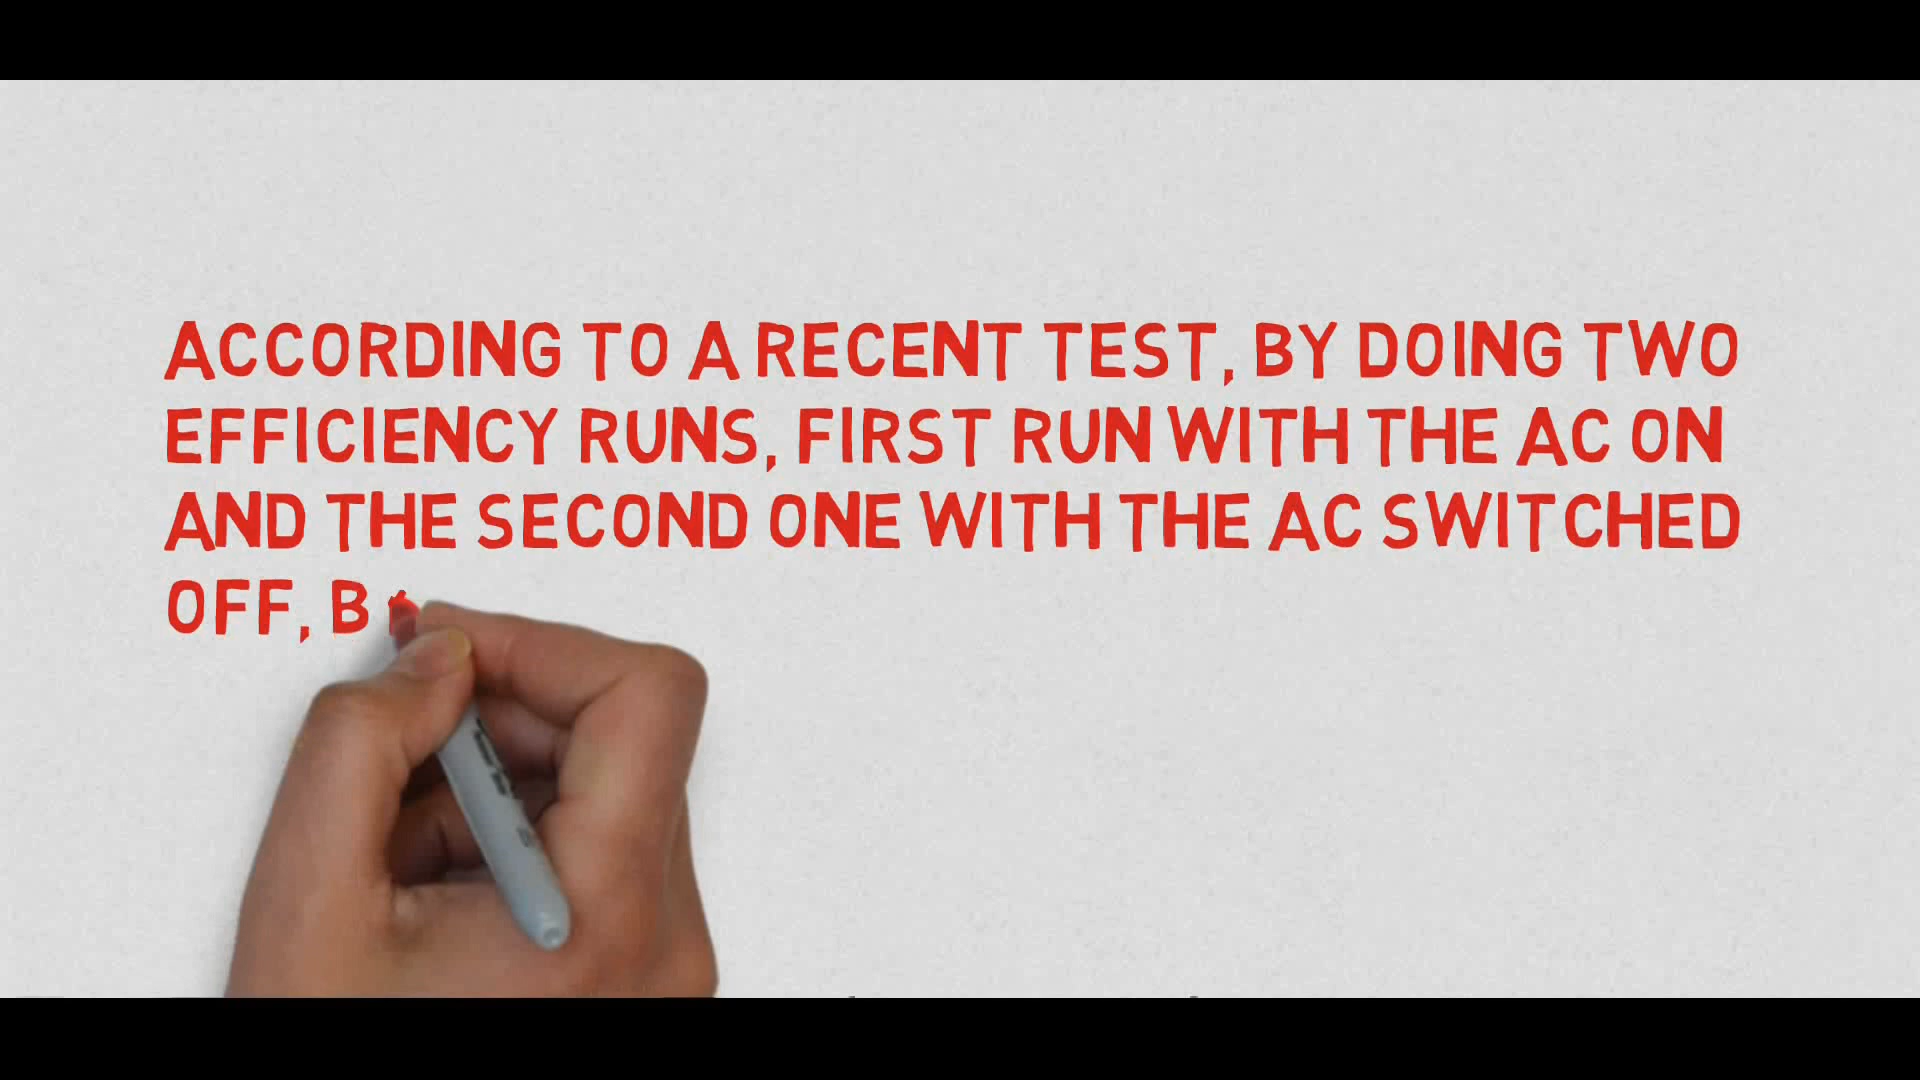 ACCORDING TO A RECENT TEST, BY DOING TWO
EFFICIENCY RUNS, FIRST RUN WITH THE AC ON
AND THE SECOND ONE WITH THE AC SWITCHED
OFF, B